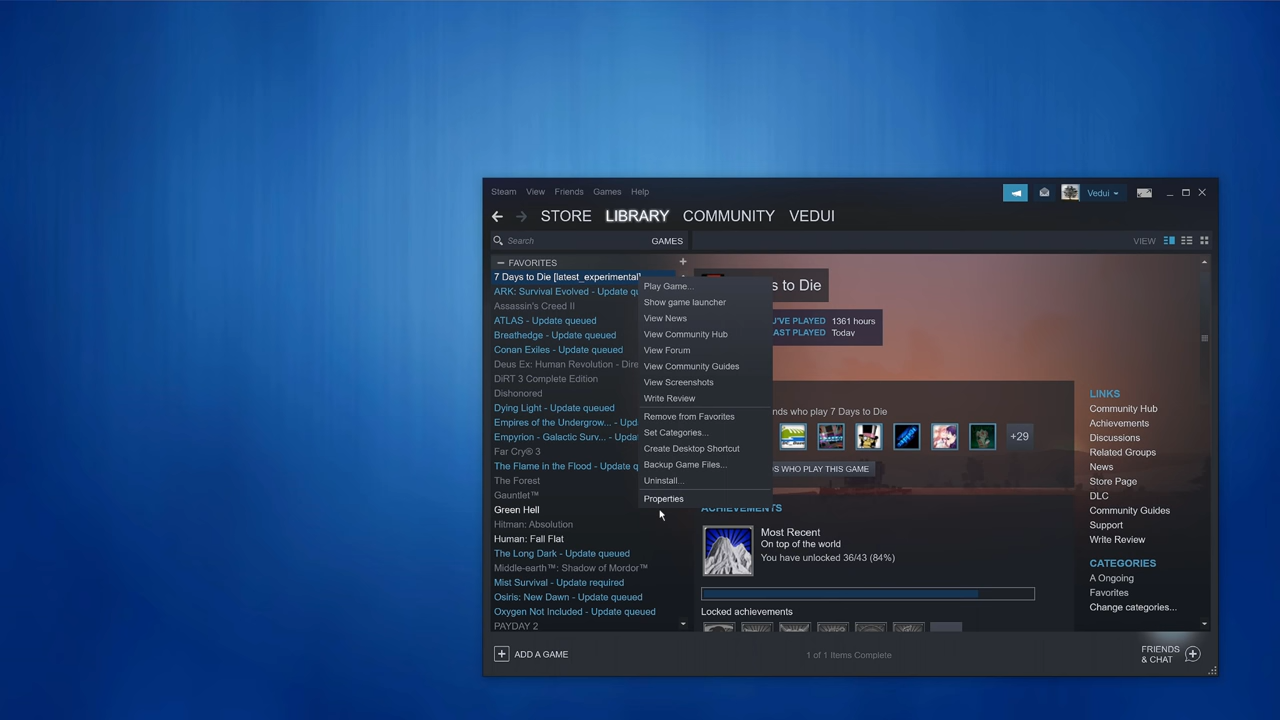 Steam View Friends Games Help
Vedui
STORE LIBRARY COMMUNITY VEDUI
Search GAMES
VIEW
FAVORITES
7 Days to Die [latest_experimental]
ARK: Survival Evolved - Update qu
Assassin's Creed II
ATLAS - Update queued
Breathedge - Update queued
Conan Exiles - Update queued
Deus Ex: Human Revolution - Dire
DiRT 3 Complete Edition
Dishonored
Dying Light - Update queued
Empires of the Undergrow... - Upd
Empyrion - Galactic Surv... - Upda
Far Cry® 3
The Flame in the Flood - Update q
The Forest
Gauntlet™
Green Hell
Hitman: Absolution
Human: Fall Flat
The Long Dark - Update queued
Middle-earth™: Shadow of Mordor™
Mist Survival - Update required
Osiris: New Dawn - Update queued
Oxygen Not Included - Update queued
PAYDAY 2
Play Game...
Show game launcher
View News
View Community Hub
View Forum
View Community Guides
View Screenshots
Write Review
Remove from Favorites
Set Categories...
Create Desktop Shortcut
Backup Game Files...
Uninstall...
Properties
s to Die
'VE PLAYED 1361 hours
AST PLAYED Today
nds who play 7 Days to Die
+29
DS WHO PLAY THIS GAME
ACHIEVEMENTS
Most Recent
On top of the world
You have unlocked 36/43 (84%)
Locked achievements
LINKS
Community Hub
Achievements
Discussions
Related Groups
News
Store Page
DLC
Community Guides
Support
Write Review
CATEGORIES
A Ongoing
Favorites
Change categories...
ADD A GAME
1 of 1 Items Complete
FRIENDS
& CHAT